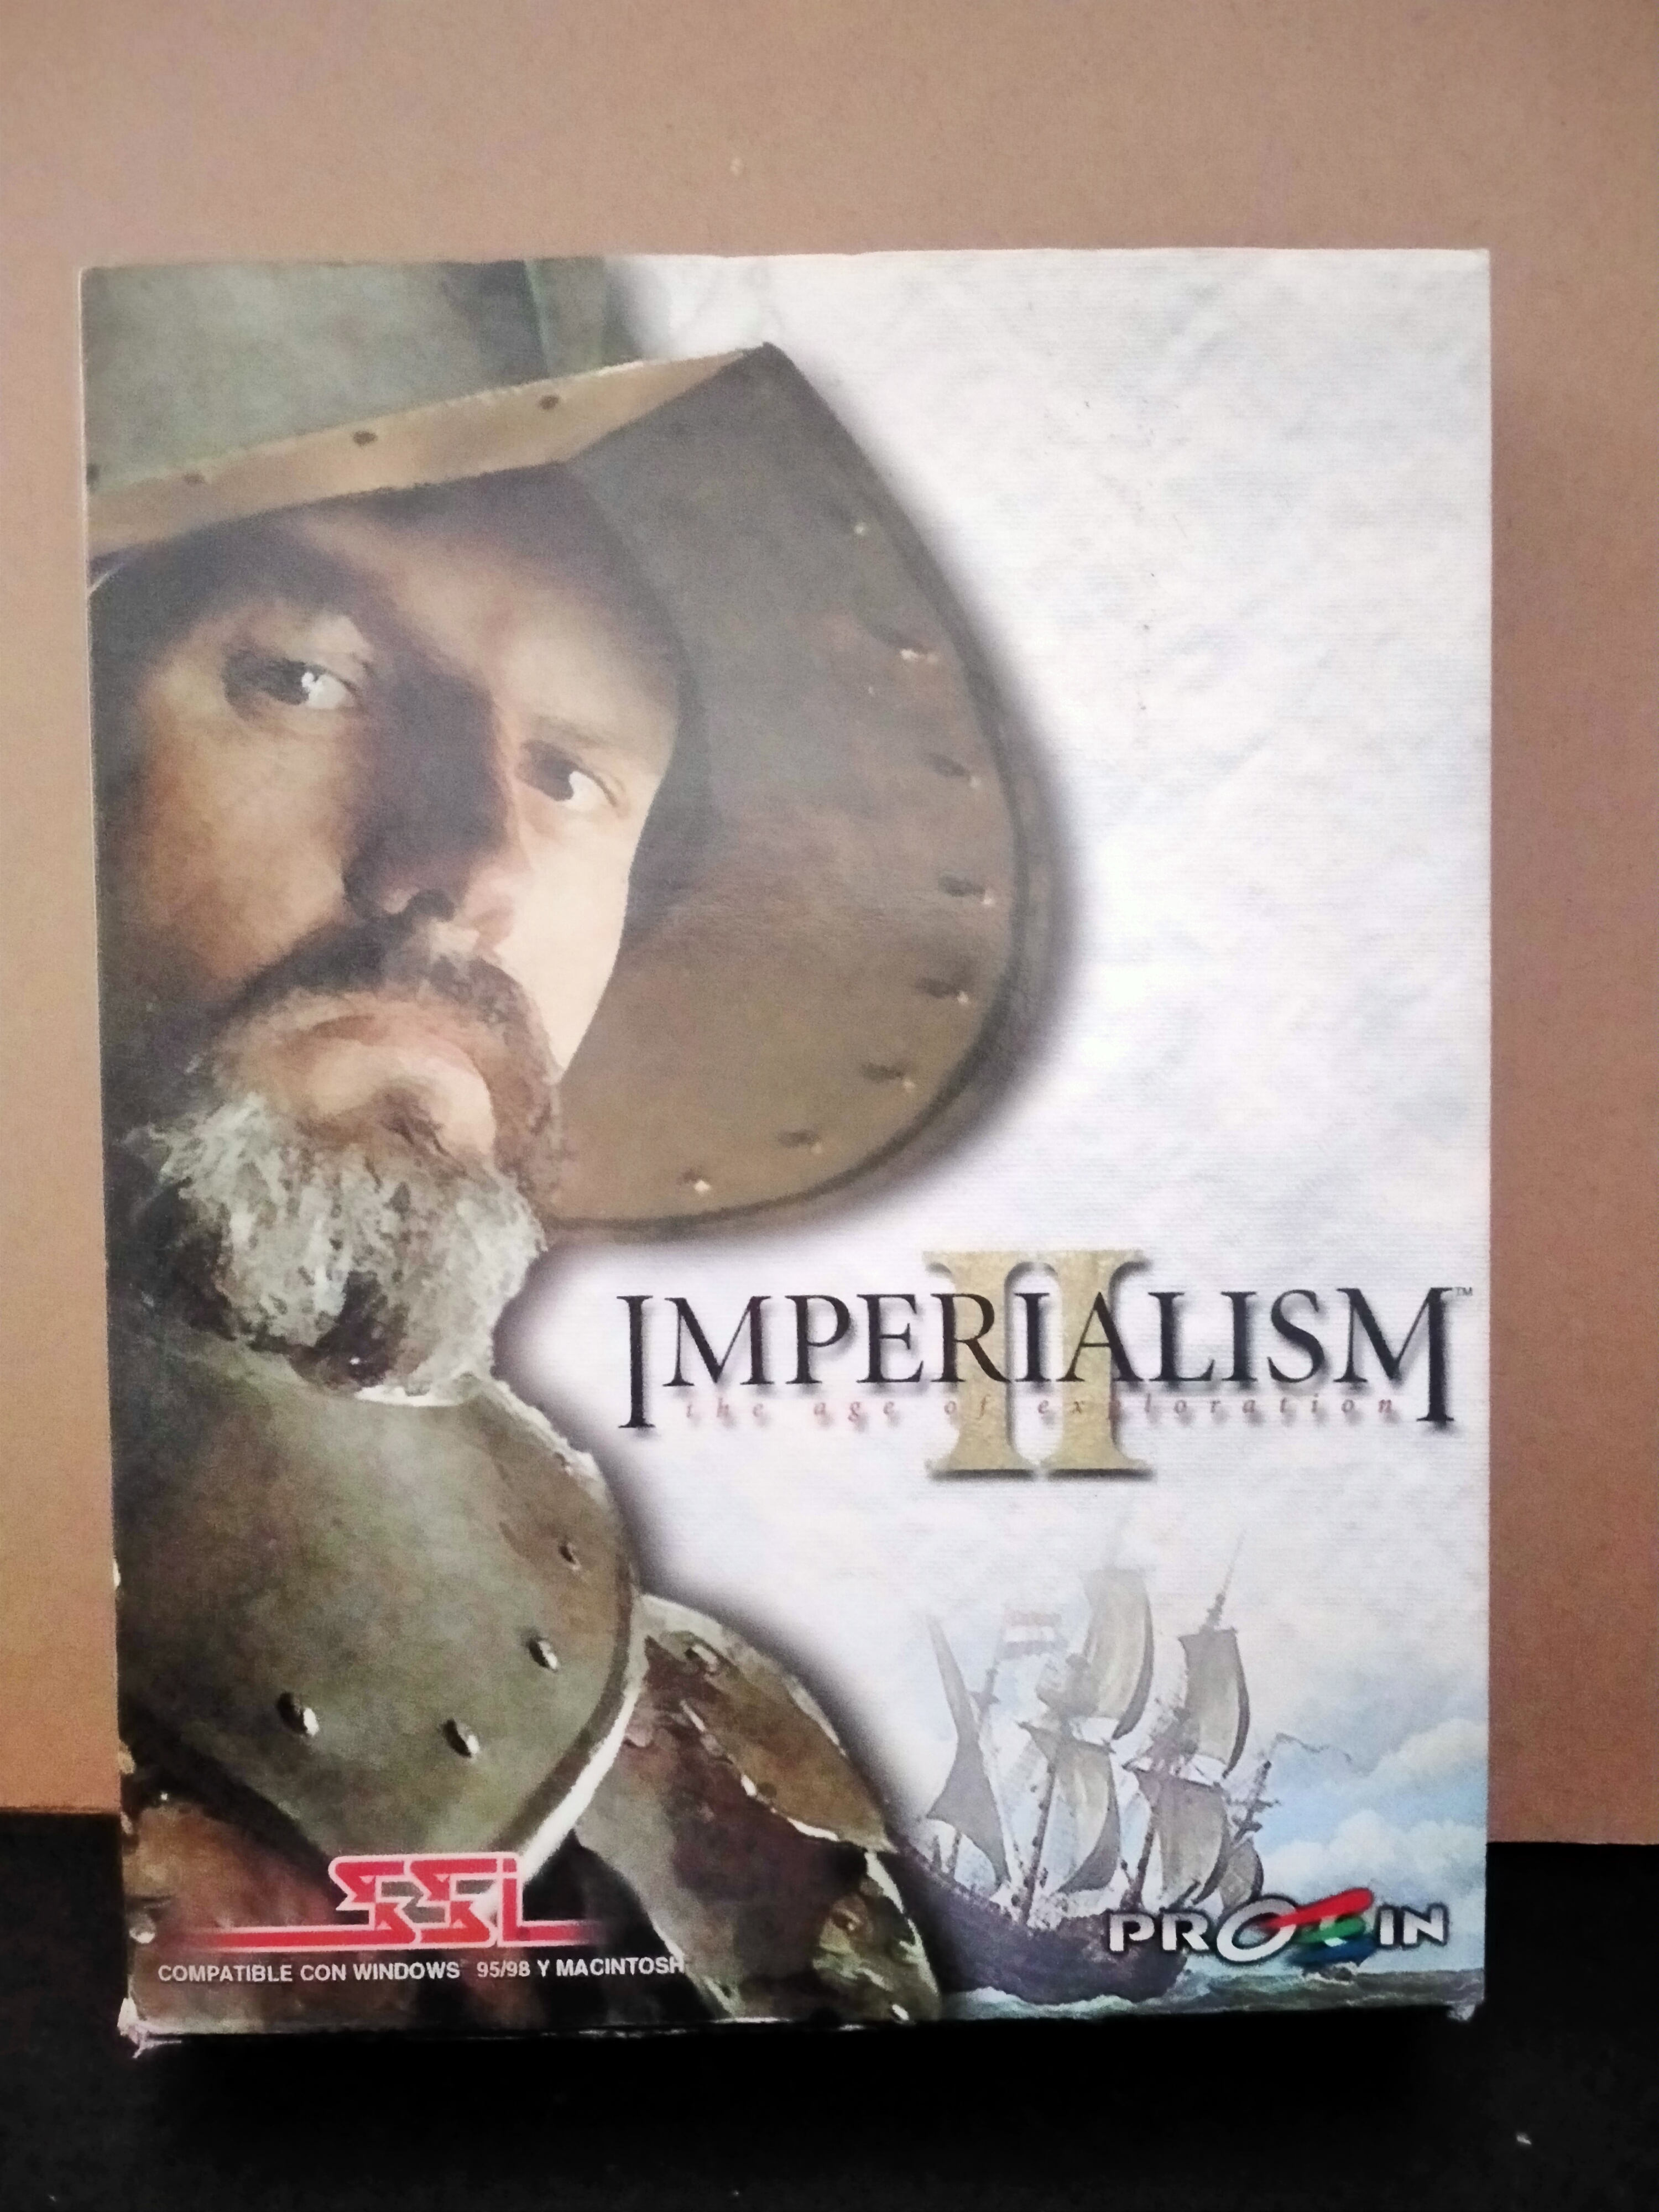 II
IMPERIALISM™
the age of exploration
SSI
PROEIN
COMPATIBLE CON WINDOWS 95/98 Y MACINTOSH